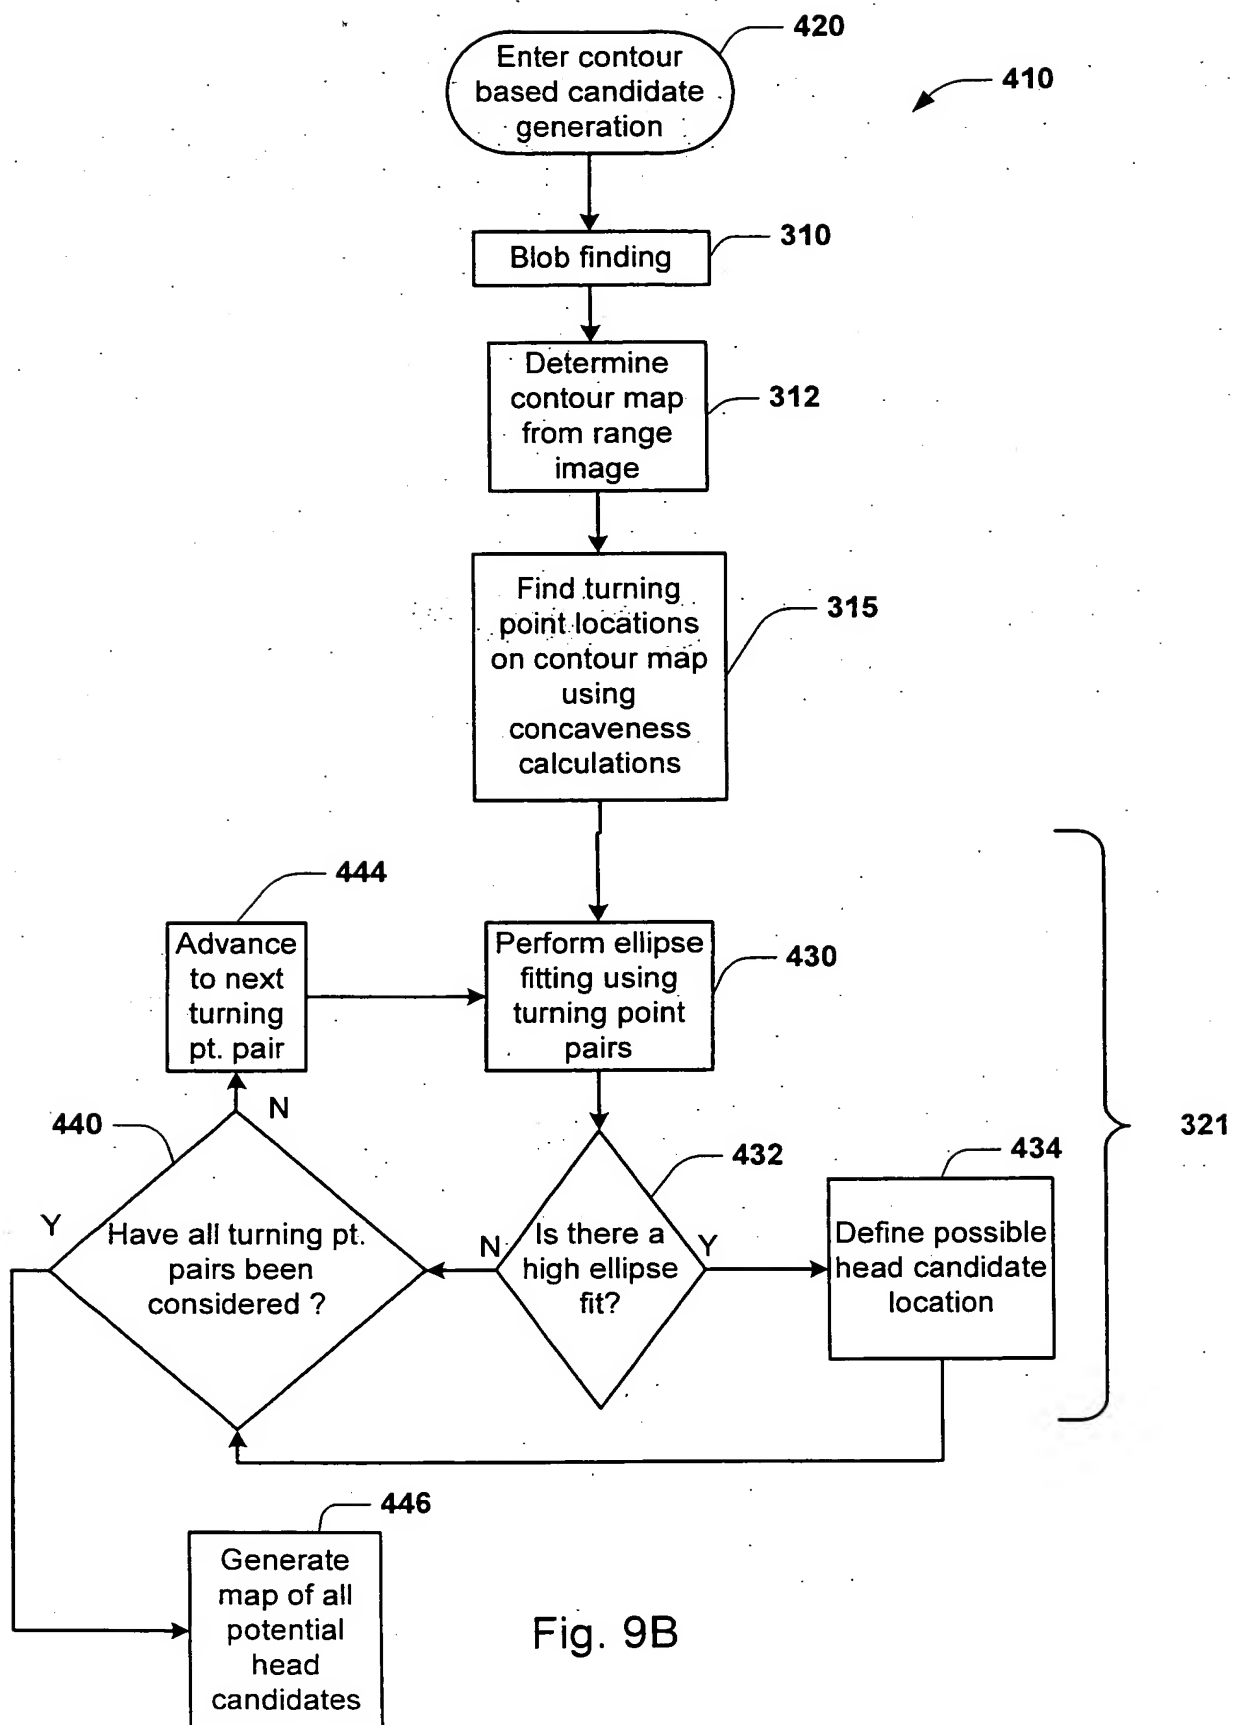 420
Enter contour
based candidate
generation
410
310
Blob finding
Determine
contour map
from range
image
312
Find turning
point locations
on contour map
using
concaveness
calculations
315
444
Advance
to next
turning
pt. pair
Perform ellipse
fitting using
turning point
pairs
430
N
440
432
434
321
Y
Have all turning pt.
pairs been
considered ?
N
Is there a
high ellipse
fit?
Y
Define possible
head candidate
location
446
Generate
map of all
potential
head
candidates
Fig. 9B